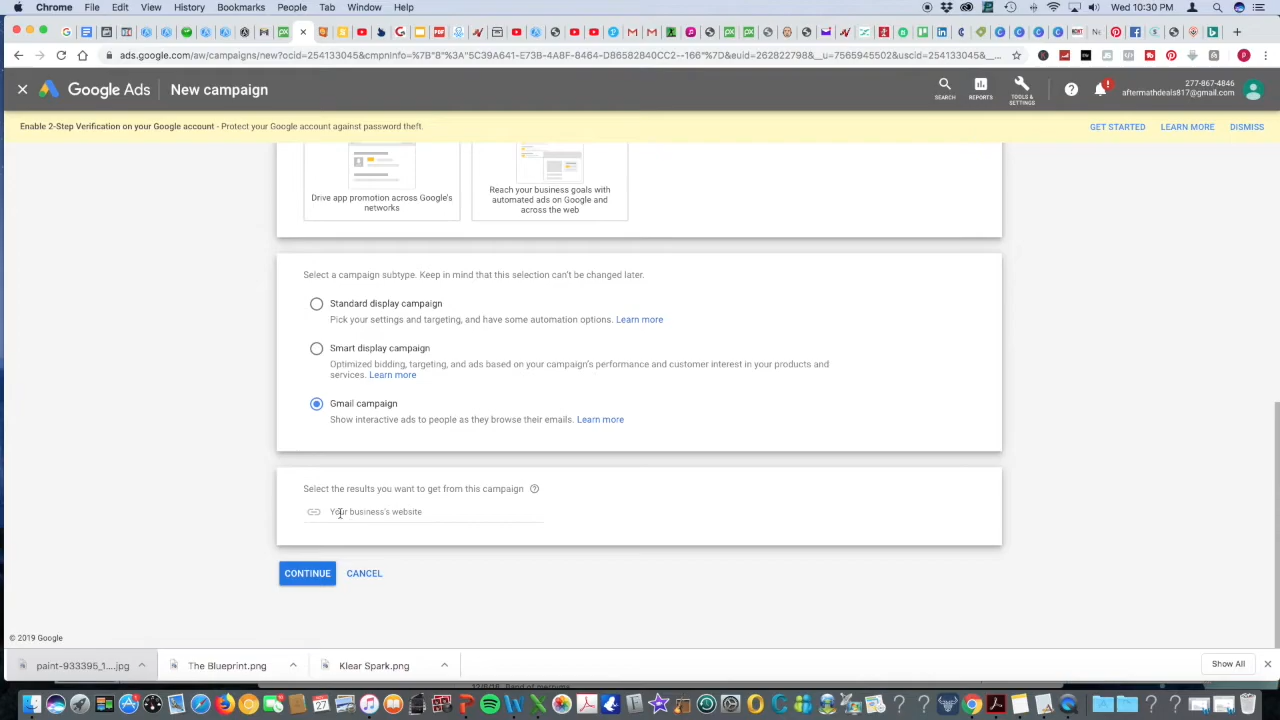 Chrome File Edit View History Bookmarks People Tab Window Help Wed 10:30 PM
ads.google.com/aw/campaigns/new?ocid=254133045&cmpnInfo=%7B"8"%3A"5C39A641-E73B-4A8F-8464-D86582840CC2--166"%7D&euid=262822798&__u=7565945502&uscid=254133045&__
Google Ads New campaign
SEARCH REPORTS TOOLS & SETTINGS
277-867-4846
aftermathdeals817@gmail.com
Enable 2-Step Verification on your Google account - Protect your Google account against password theft. GET STARTED LEARN MORE DISMISS
Drive app promotion across Google's networks
Reach your business goals with automated ads on Google and across the web
Select a campaign subtype. Keep in mind that this selection can't be changed later.
Standard display campaign
Pick your settings and targeting, and have some automation options. Learn more
Smart display campaign
Optimized bidding, targeting, and ads based on your campaign's performance and customer interest in your products and
services. Learn more
Gmail campaign
Show interactive ads to people as they browse their emails. Learn more
Select the results you want to get from this campaign
Your business's website
CONTINUE CANCEL
© 2019 Google
paint-933395_1....jpg The Blueprint.png Klear Spark.png Show All